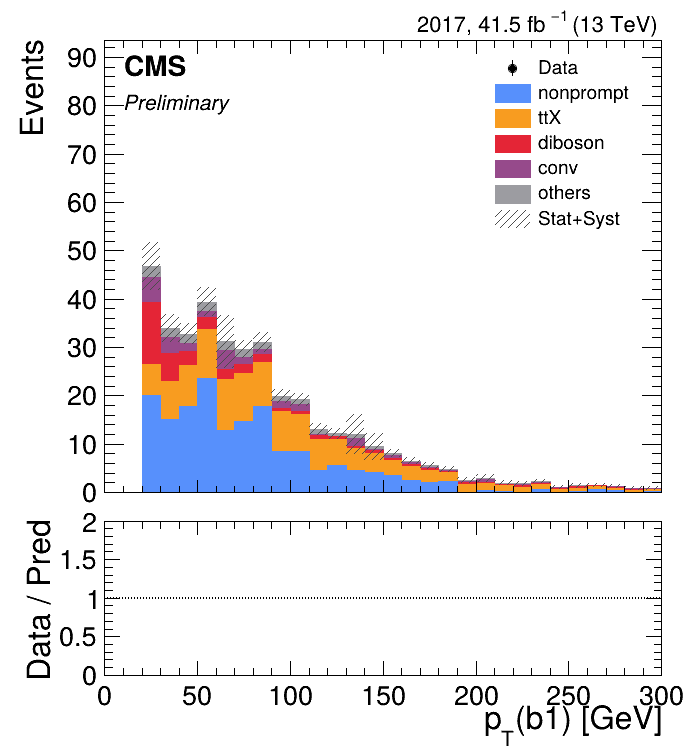 2017, 41.5 fb⁻¹ (13 TeV)
Events
CMS
Preliminary
Data
nonprompt
ttX
diboson
conv
others
Stat+Syst
90
80
70
60
50
40
30
20
10
0
Data / Pred
2
1.5
1
0.5
0
0 50 100 150 200 250 300
p_T(b1) [GeV]